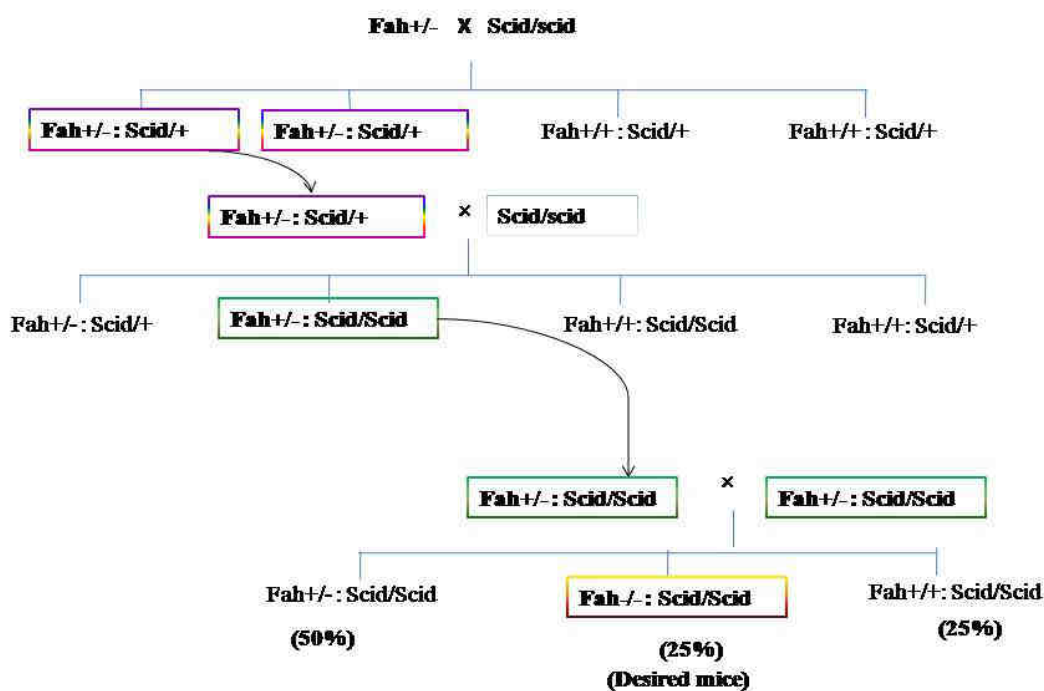 Fah+/- X Scid/scid
Fah+/-: Scid/+
Fah+/-: Scid/+
Fah+/+: Scid/+
Fah+/+: Scid/+
Fah+/-: Scid/+
×
Scid/scid
Fah+/-: Scid/+
Fah+/-: Scid/Scid
Fah+/+: Scid/Scid
Fah+/+: Scid/+
Fah+/-: Scid/Scid
×
Fah+/-: Scid/Scid
Fah+/-: Scid/Scid
(50%)
Fah-/-: Scid/Scid
(25%)
(Desired mice)
Fah+/+: Scid/Scid
(25%)